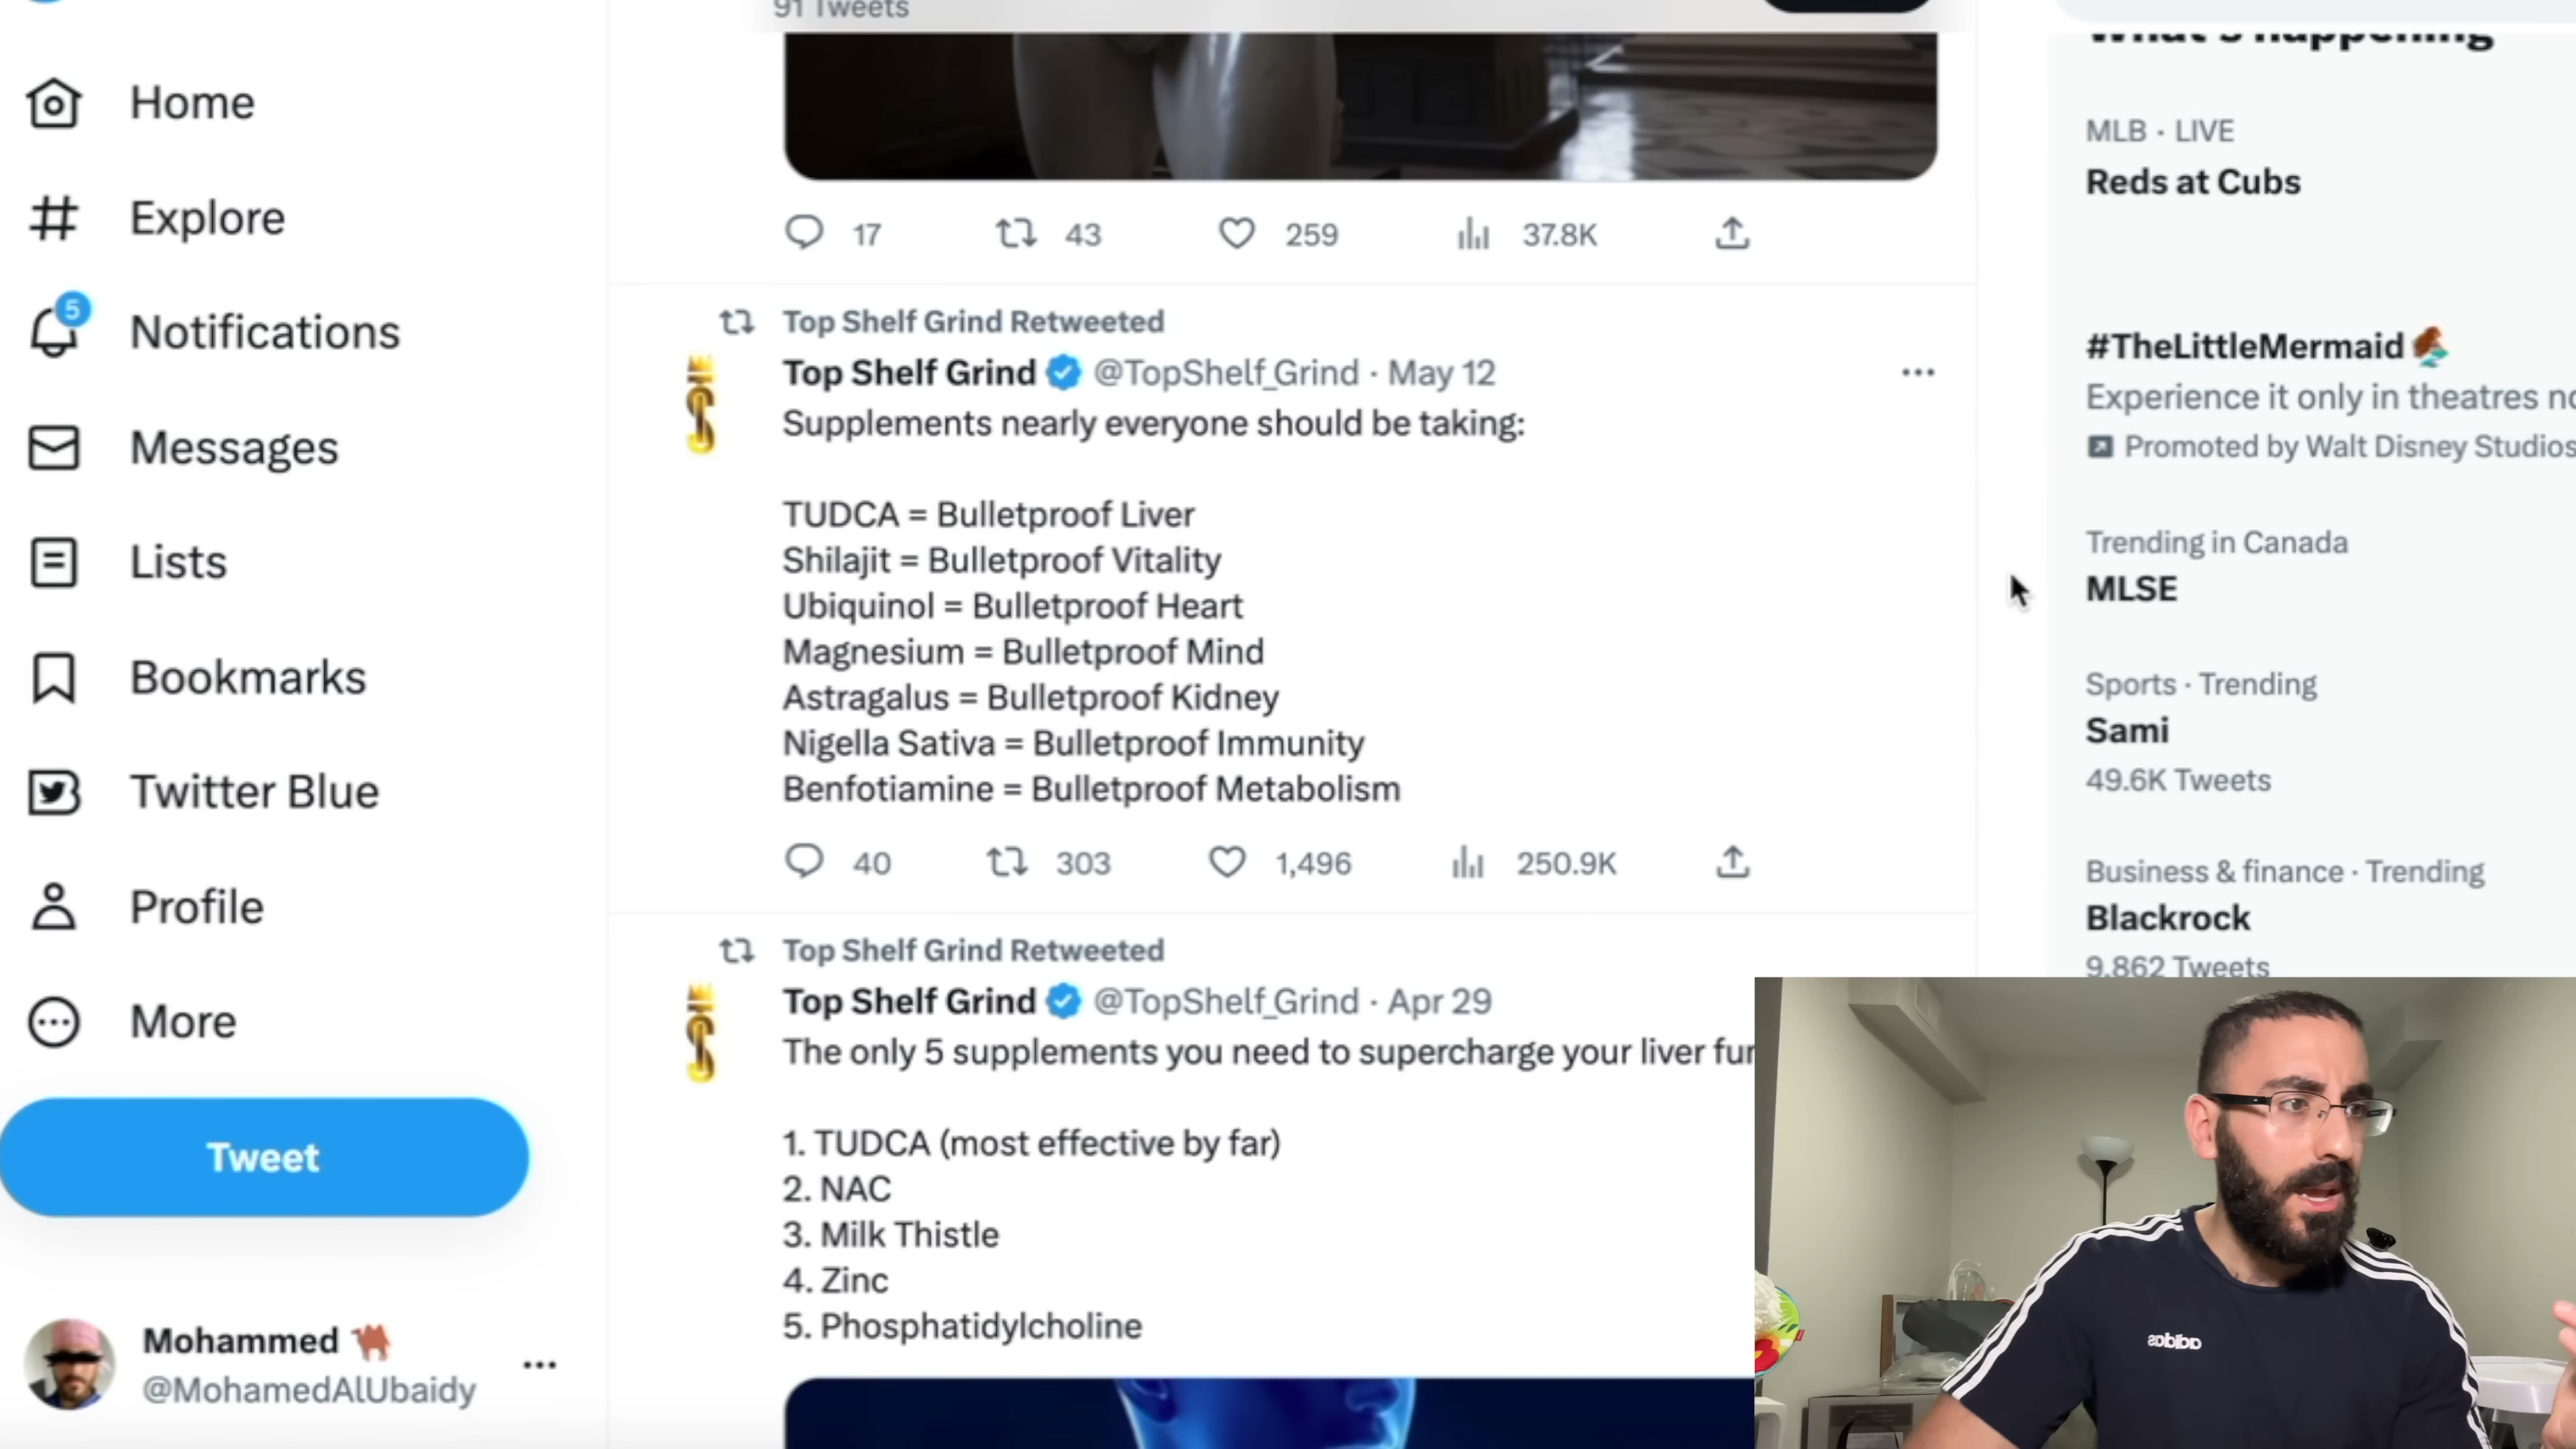 91 Tweets
Home
Explore
5
Notifications
Messages
Lists
Bookmarks
Twitter Blue
Profile
More
Tweet
Mohammed
@MohamedAlUbaidy
17 43 259 37.8K
Top Shelf Grind Retweeted
Top Shelf Grind @TopShelf_Grind · May 12
Supplements nearly everyone should be taking:
TUDCA = Bulletproof Liver
Shilajit = Bulletproof Vitality
Ubiquinol = Bulletproof Heart
Magnesium = Bulletproof Mind
Astragalus = Bulletproof Kidney
Nigella Sativa = Bulletproof Immunity
Benfotiamine = Bulletproof Metabolism
40 303 1,496 250.9K
Top Shelf Grind Retweeted
Top Shelf Grind @TopShelf_Grind · Apr 29
The only 5 supplements you need to supercharge your liver
1. TUDCA (most effective by far)
2. NAC
3. Milk Thistle
4. Zinc
5. Phosphatidylcholine
What's happening
MLB · LIVE
Reds at Cubs
#TheLittleMermaid
Experience it only in theatres
Promoted by Walt Disney Studios
Trending in Canada
MLSE
Sports · Trending
Sami
49.6K Tweets
Business & finance · Trending
Blackrock
9,862 Tweets
adidas